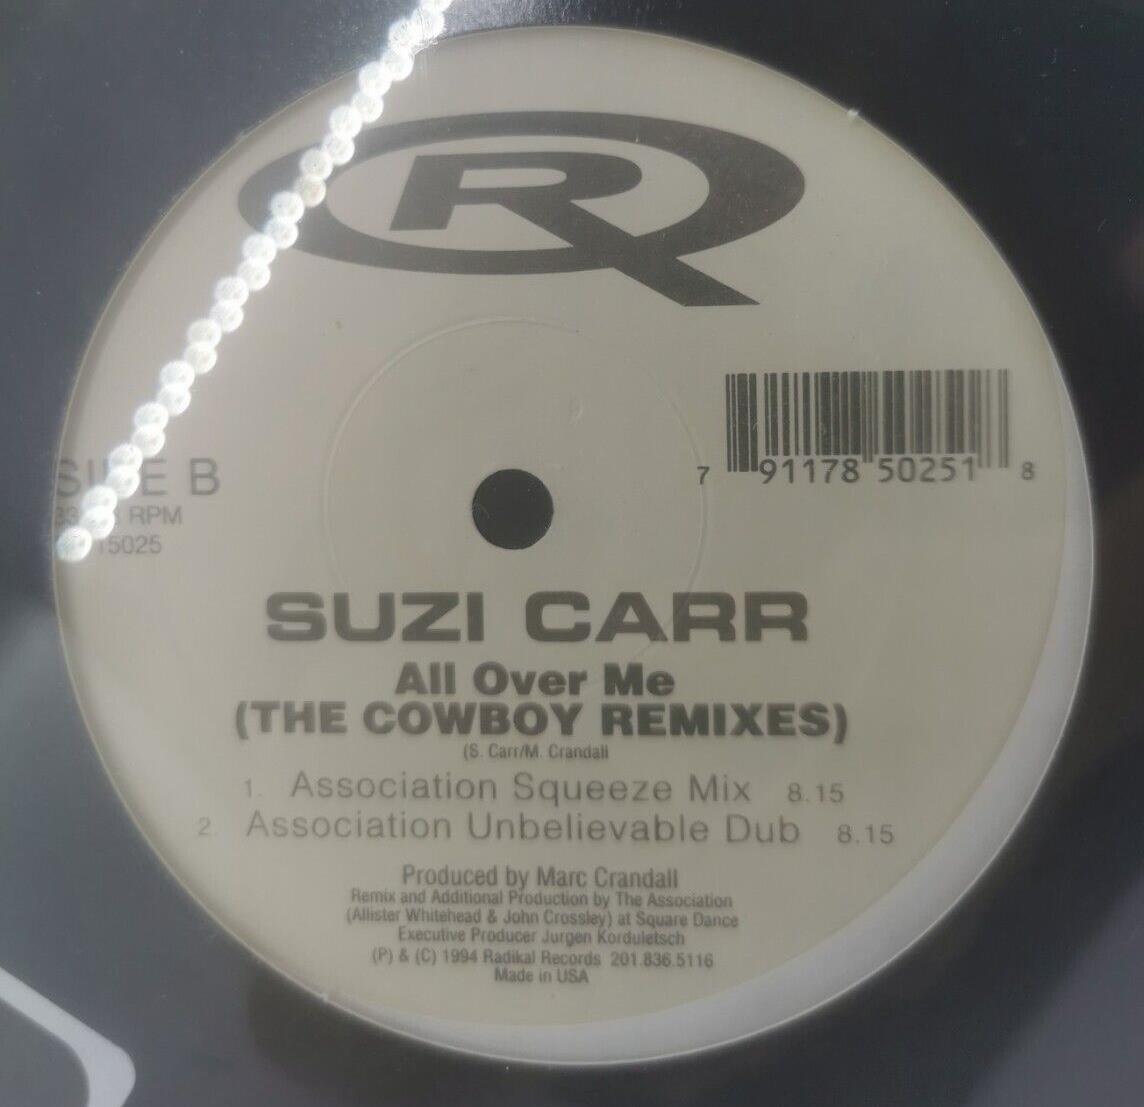 R
7 91178 50251 8
SIDE B
RPM
15025
SUZI CARR
All Over Me
(THE COWBOY REMIXES)
(S. Carr/M. Crandall
1. Association Squeeze Mix 8.15
2. Association Unbelievable Dub 8.15
Produced by Marc Crandall
Remix and Additional Production by The Association
(Allister Whitehead & John Crossley) at Square Dance
Executive Producer Jurgen Korduletsch
(P) & (C) 1994 Radikal Records 201.836.5116
Made in USA